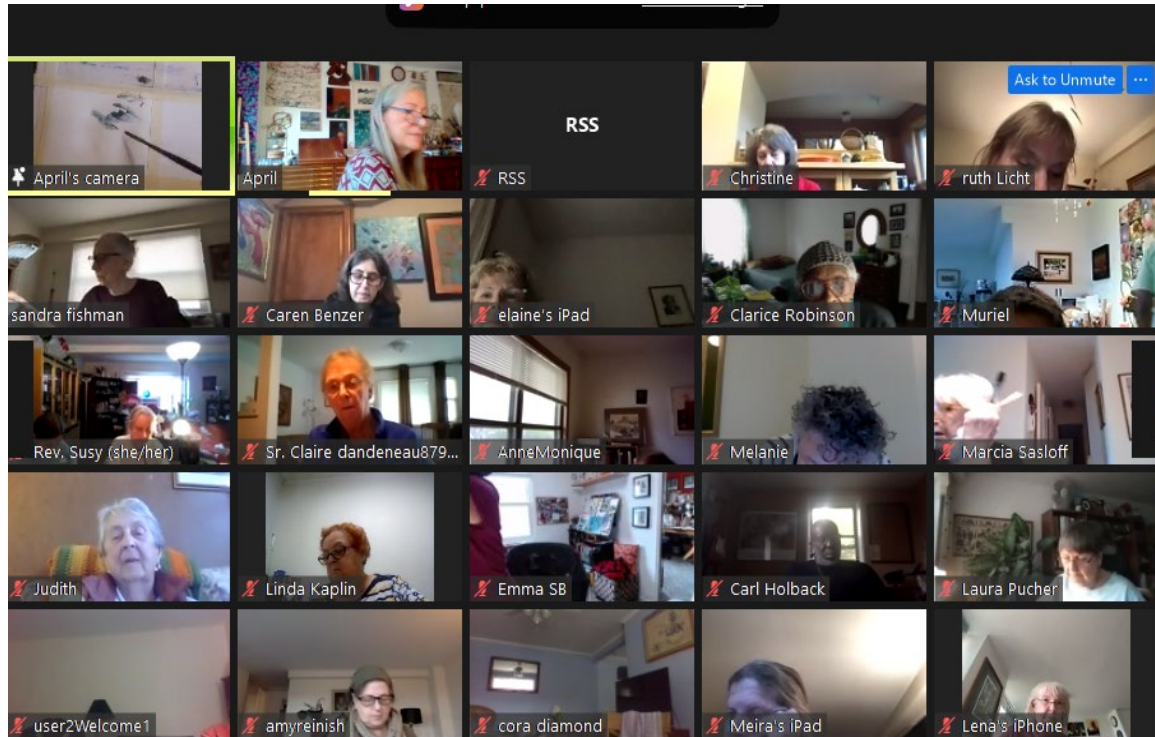 Ask to Unmute ...
RSS
April's camera
April
RSS
Christine
ruth Licht
sandra fishman
Caren Benzer
elaine's iPad
Clarice Robinson
Muriel
Rev. Susy (she/her)
Sr. Claire dandeneau879...
AnneMonique
Melanie
Marcia Sasloff
Judith
Linda Kaplin
Emma SB
Carl Holback
Laura Pucher
user2Welcome1
amyreinish
cora diamond
Meira's iPad
Lena's iPhone